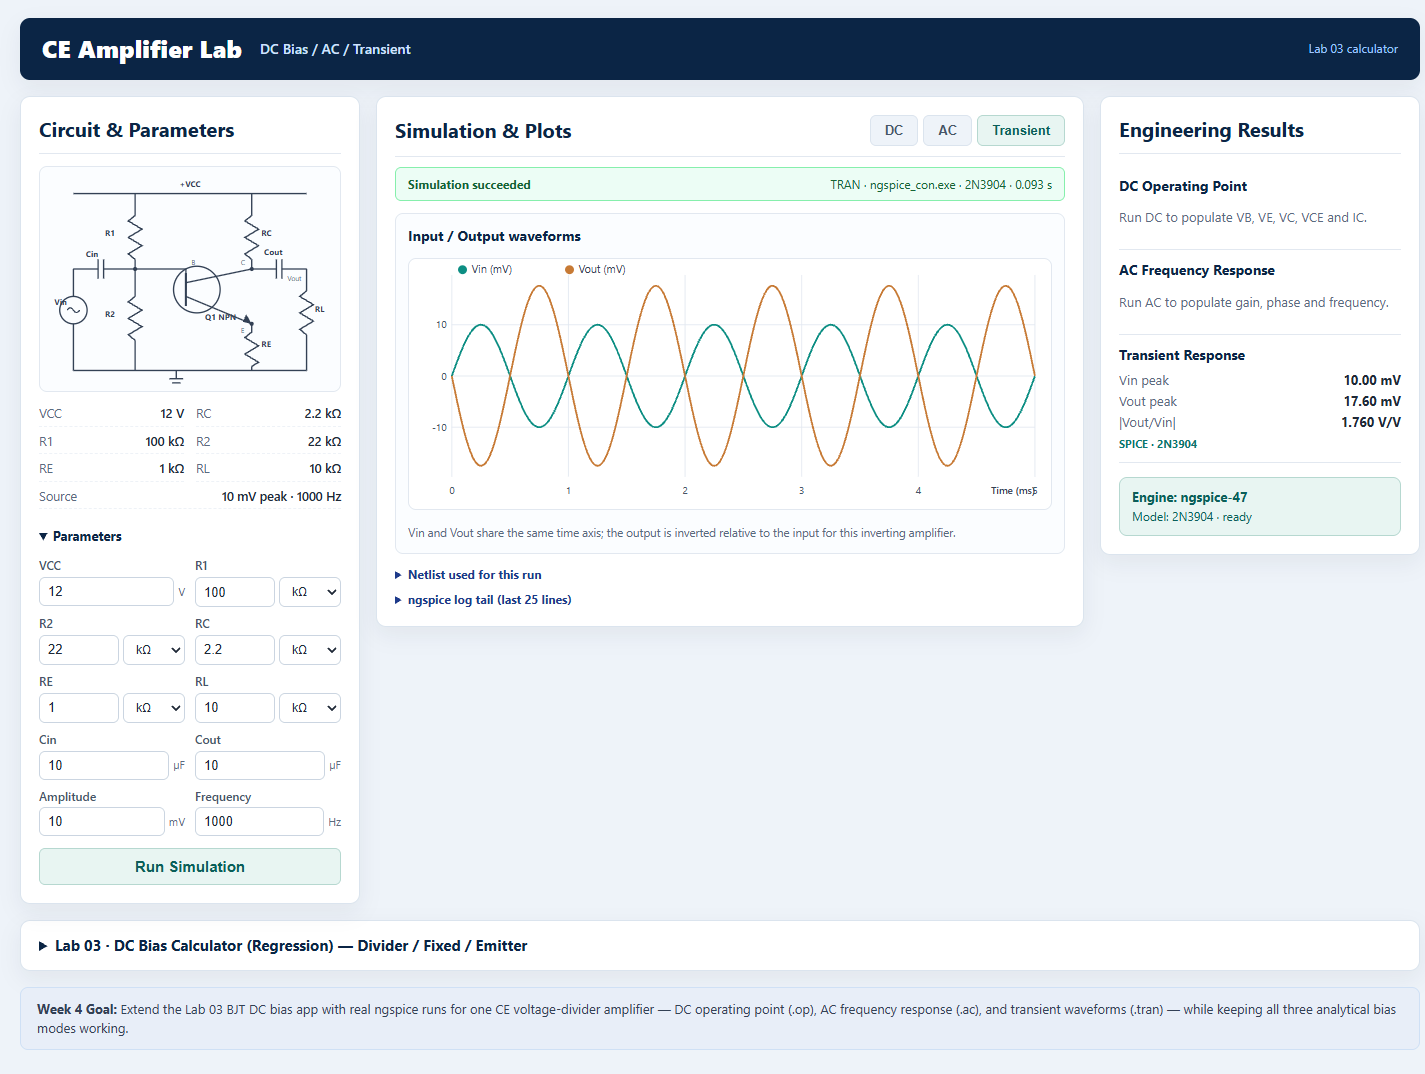 CE Amplifier Lab DC Bias / AC / Transient Lab 03 calculator
Circuit & Parameters
+VCC
R1
RC
Cin
Cout
B
C
Vout
Vin
R2
Q1 NPN
RL
E
RE
VCC 12 V RC 2.2 kΩ
R1 100 kΩ R2 22 kΩ
RE 1 kΩ RL 10 kΩ
Source 10 mV peak · 1000 Hz
▼ Parameters
VCC R1
12 V 100 kΩ
R2 RC
22 kΩ 2.2 kΩ
RE RL
1 kΩ 10 kΩ
Cin Cout
10 µF 10 µF
Amplitude Frequency
10 mV 1000 Hz
Run Simulation
Simulation & Plots DC AC Transient
Simulation succeeded TRAN · ngspice_con.exe · 2N3904 · 0.093 s
Input / Output waveforms
Vin (mV) Vout (mV)
10
0
-10
0 1 2 3 4 Time (ms) 5
Vin and Vout share the same time axis; the output is inverted relative to the input for this inverting amplifier.
▶ Netlist used for this run
▶ ngspice log tail (last 25 lines)
Engineering Results
DC Operating Point
Run DC to populate VB, VE, VC, VCE and IC.
AC Frequency Response
Run AC to populate gain, phase and frequency.
Transient Response
Vin peak 10.00 mV
Vout peak 17.60 mV
|Vout/Vin| 1.760 V/V
SPICE · 2N3904
Engine: ngspice-47
Model: 2N3904 · ready
▶ Lab 03 · DC Bias Calculator (Regression) — Divider / Fixed / Emitter
Week 4 Goal: Extend the Lab 03 BJT DC bias app with real ngspice runs for one CE voltage-divider amplifier — DC operating point (.op), AC frequency response (.ac), and transient waveforms (.tran) — while keeping all three analytical bias
modes working.